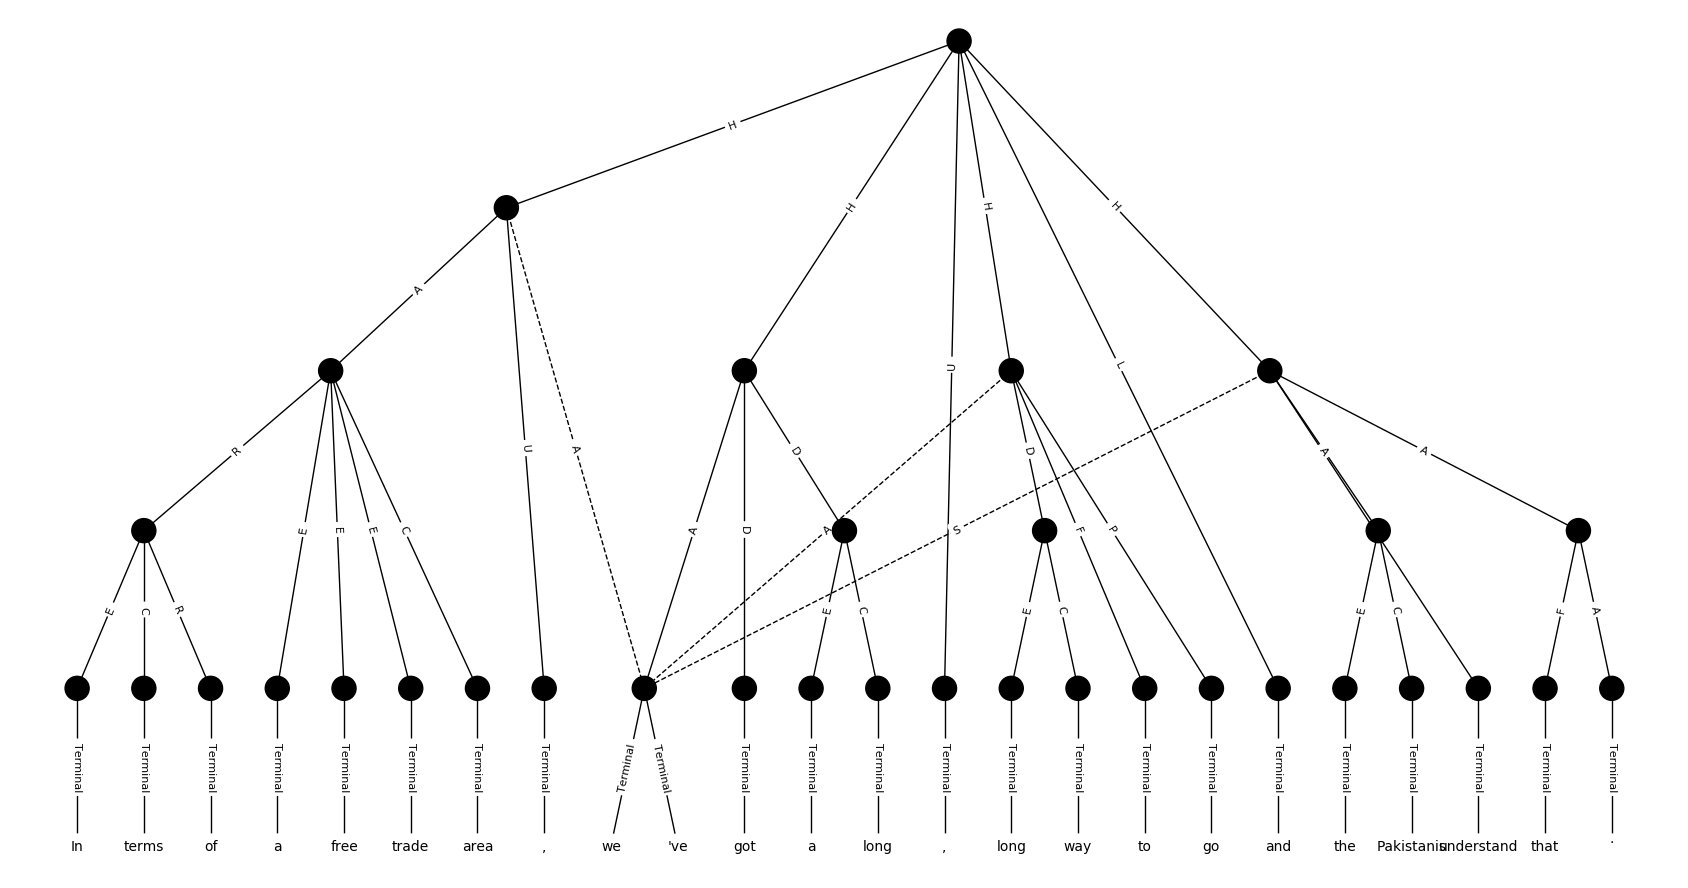 H
H
H
H
A
U
L
A
R
U
A
D
D
A
A
E
E
E
C
A
D
A
S
F
P
E
C
R
E
C
E
C
E
C
F
A
Terminal Terminal Terminal Terminal Terminal Terminal Terminal Terminal Terminal Terminal Terminal Terminal Terminal Terminal Terminal Terminal Terminal Terminal Terminal Terminal Terminal Terminal Terminal Terminal
In terms of a free trade area , we 've got a long , long way to go and the Pakistanis understand that .